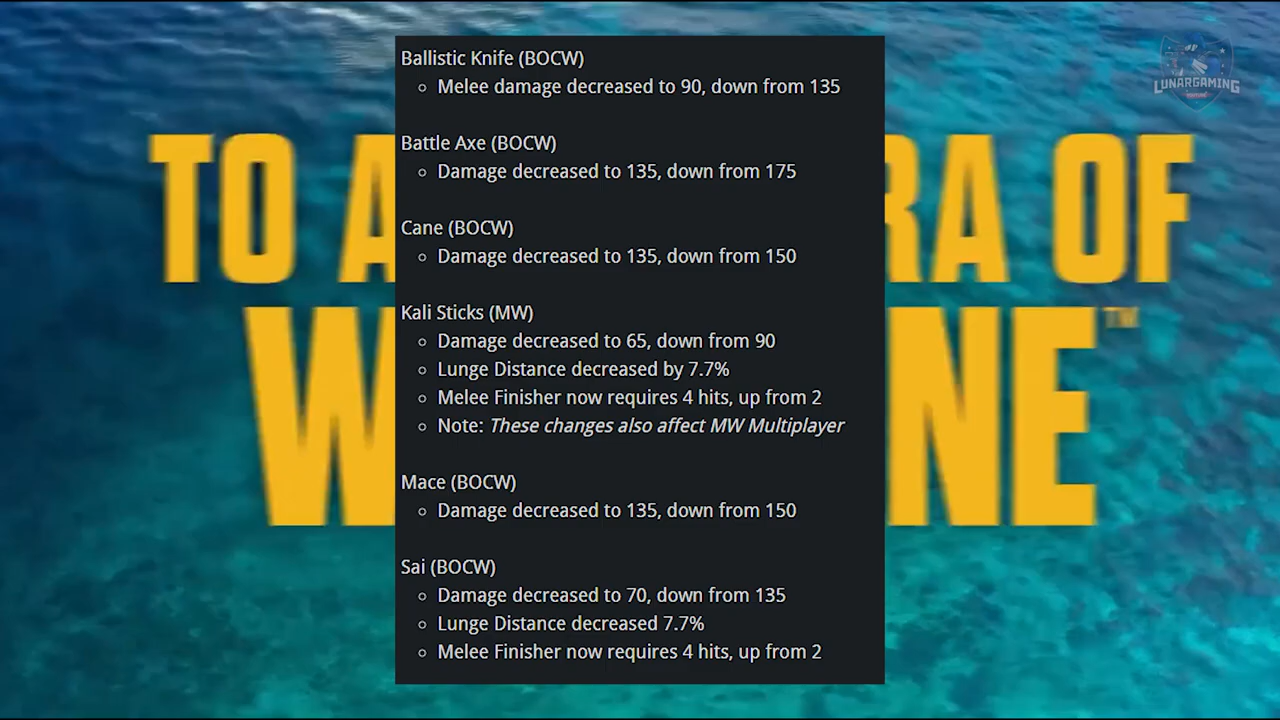 LUNARGAMING
TO A RA OF
W NE™
Ballistic Knife (BOCW)
◦ Melee damage decreased to 90, down from 135
Battle Axe (BOCW)
◦ Damage decreased to 135, down from 175
Cane (BOCW)
◦ Damage decreased to 135, down from 150
Kali Sticks (MW)
◦ Damage decreased to 65, down from 90
◦ Lunge Distance decreased by 7.7%
◦ Melee Finisher now requires 4 hits, up from 2
◦ Note: These changes also affect MW Multiplayer
Mace (BOCW)
◦ Damage decreased to 135, down from 150
Sai (BOCW)
◦ Damage decreased to 70, down from 135
◦ Lunge Distance decreased 7.7%
◦ Melee Finisher now requires 4 hits, up from 2